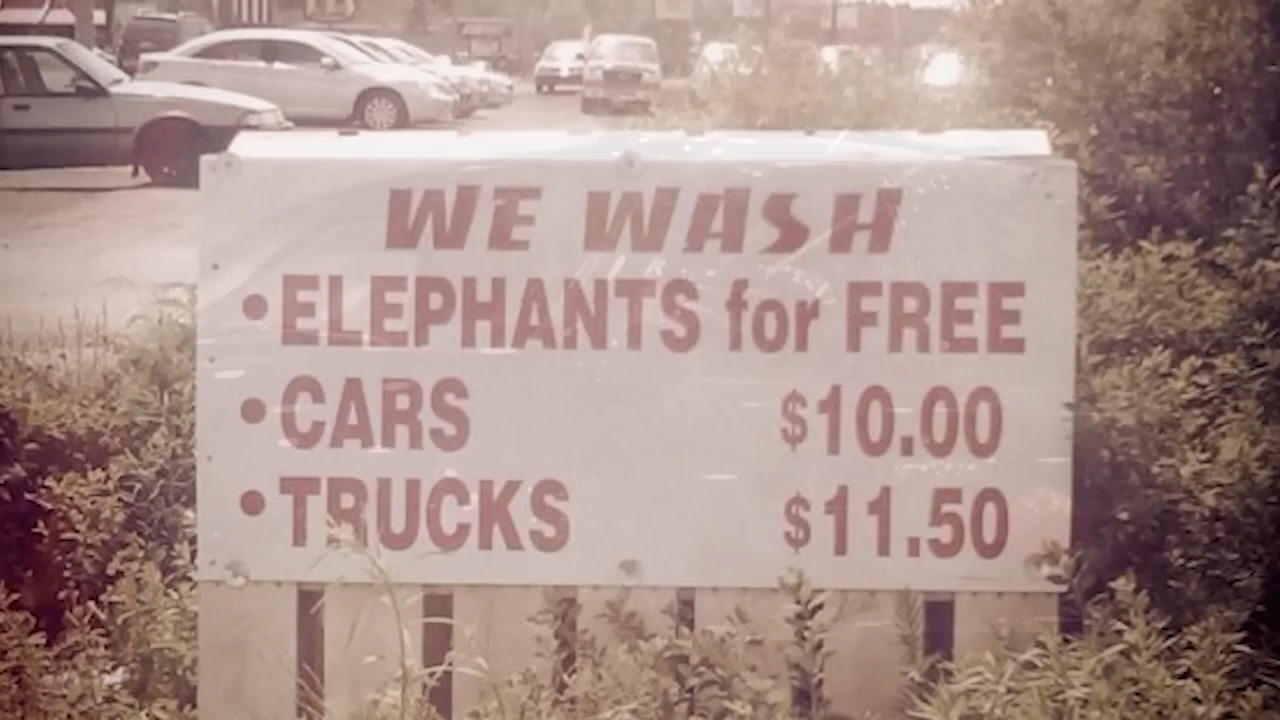 WE WASH
•ELEPHANTS for FREE
•CARS $10.00
•TRUCKS $11.50